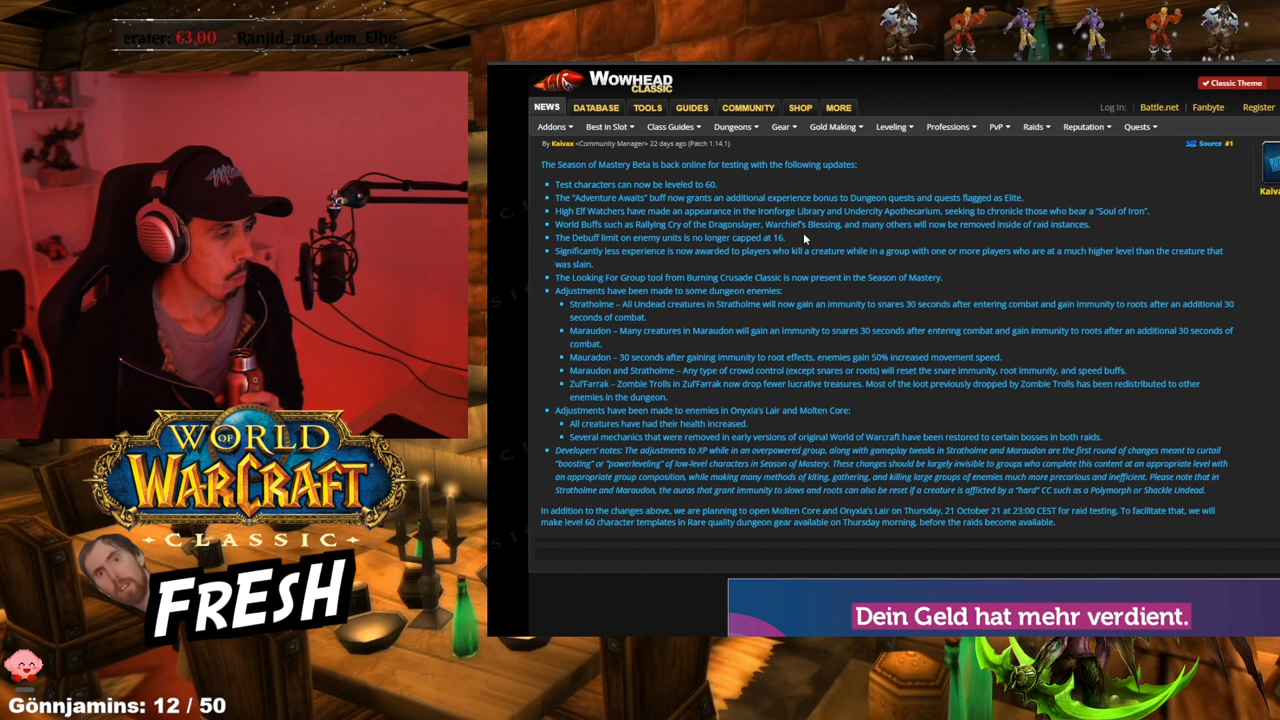 erater: €3,00 Ranjid_aus_dem_Elbe
WOWHEAD
CLASSIC
Classic Theme
NEWS DATABASE TOOLS GUIDES COMMUNITY SHOP MORE
Log In: Battle.net Fanbyte Register
Addons Best in Slot Class Guides Dungeons Gear Gold Making Leveling Professions PvP Raids Reputation Quests
By Kaivax <Community Manager> 22 days ago (Patch 1.14.1)
Source #1
Kaiva
The Season of Mastery Beta is back online for testing with the following updates:
Test characters can now be leveled to 60.
The "Adventure Awaits" buff now grants an additional experience bonus to Dungeon quests and quests flagged as Elite.
High Elf Watchers have made an appearance in the Ironforge Library and Undercity Apothecarium, seeking to chronicle those who bear a "Soul of Iron".
World Buffs such as Rallying Cry of the Dragonslayer, Warchief's Blessing, and many others will now be removed inside of raid instances.
The Debuff limit on enemy units is no longer capped at 16.
Significantly less experience is now awarded to players who kill a creature while in a group with one or more players who are at a much higher level than the creature that
was slain.
The Looking For Group tool from Burning Crusade Classic is now present in the Season of Mastery.
Adjustments have been made to some dungeon enemies:
Stratholme – All Undead creatures in Stratholme will now gain an immunity to snares 30 seconds after entering combat and gain immunity to roots after an additional 30
seconds of combat.
Maraudon – Many creatures in Maraudon will gain an immunity to snares 30 seconds after entering combat and gain immunity to roots after an additional 30 seconds of
combat.
Mauradon – 30 seconds after gaining immunity to root effects, enemies gain 50% increased movement speed.
Maraudon and Stratholme – Any type of crowd control (except snares or roots) will reset the snare immunity, root immunity, and speed buffs.
Zul'Farrak – Zombie Trolls in Zul'Farrak now drop fewer lucrative treasures. Most of the loot previously dropped by Zombie Trolls has been redistributed to other
enemies in the dungeon.
Adjustments have been made to enemies in Onyxia's Lair and Molten Core:
All creatures have had their health increased.
Several mechanics that were removed in early versions of original World of Warcraft have been restored to certain bosses in both raids.
Developers' notes: The adjustments to XP while in an overpowered group, along with gameplay tweaks in Stratholme and Maraudon are the first round of changes meant to curtail
"boosting" or "powerleveling" of low-level characters in Season of Mastery. These changes should be largely invisible to groups who complete this content at an appropriate level with
an appropriate group composition, while making many methods of kiting, gathering, and killing large groups of enemies much more precarious and inefficient. Please note that in
Stratholme and Maraudon, the auras that grant immunity to slows and roots can also be reset if a creature is afflicted by a "hard" CC such as a Polymorph or Shackle Undead.
In addition to the changes above, we are planning to open Molten Core and Onyxia's Lair on Thursday, 21 October 21 at 23:00 CEST for raid testing. To facilitate that, we will
make level 60 character templates in Rare quality dungeon gear available on Thursday morning, before the raids become available.
Dein Geld hat mehr verdient.
WORLD
OF
WARCRAFT
CLASSIC
FRESH
Gönnjamins: 12 / 50